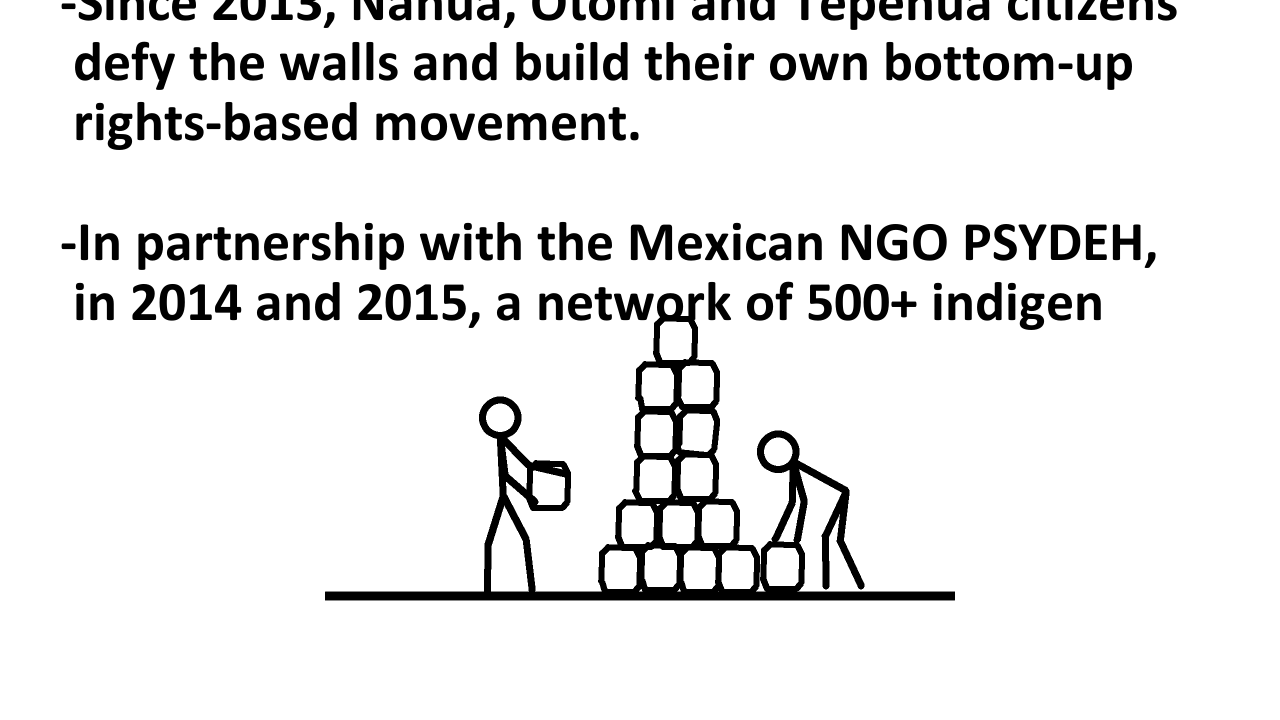 -Since 2013, Nahua, Otomi and Tepehua citizens
defy the walls and build their own bottom-up
rights-based movement.
-In partnership with the Mexican NGO PSYDEH,
in 2014 and 2015, a network of 500+ indigen